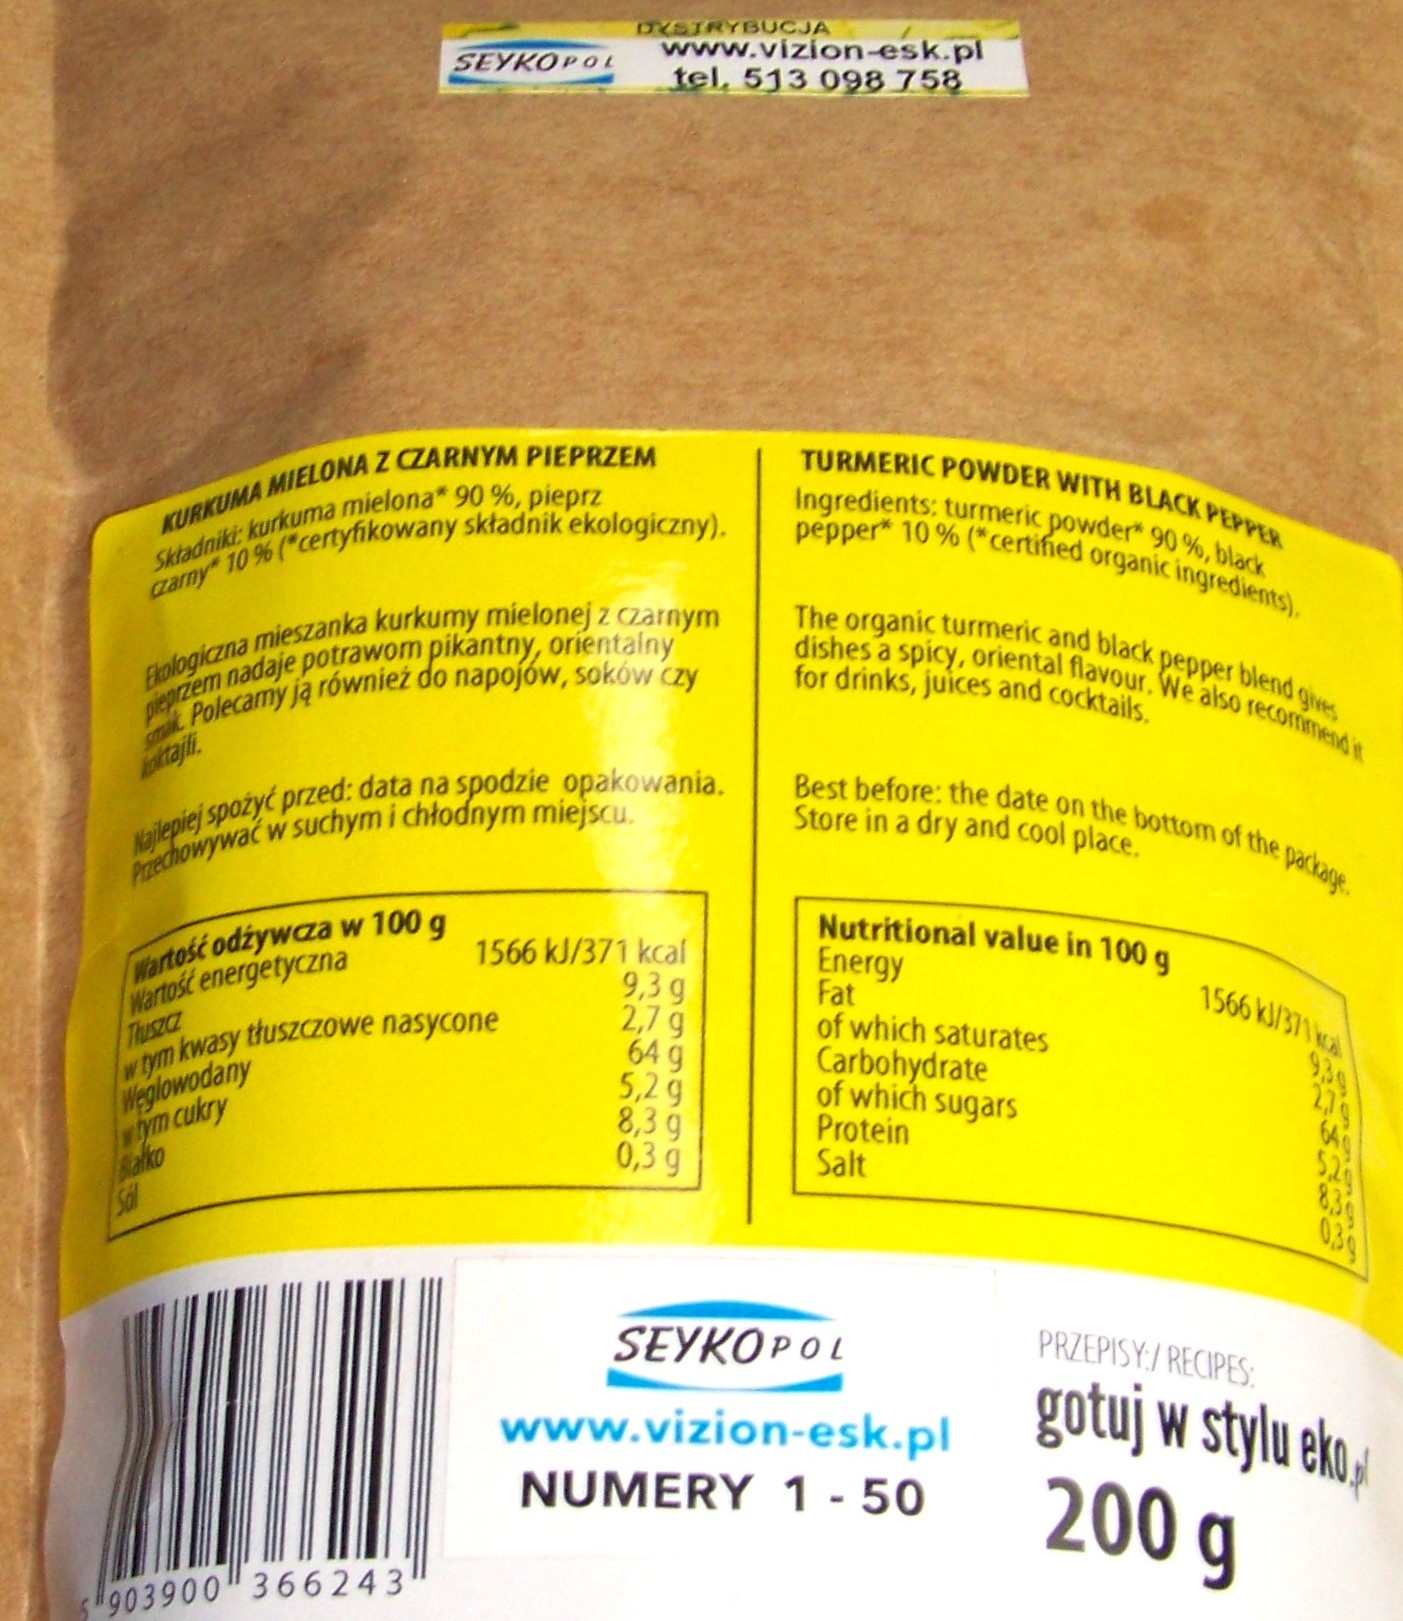 DYSTRYBUCJA
SEYKOPOL
www.vizion-esk.pl
tel. 513 098 758
KURKUMA MIELONA Z CZARNYM PIEPRZEM
Składniki: kurkuma mielona* 90 %, pieprz
czarny* 10 % (*certyfikowany składnik ekologiczny).
Ekologiczna mieszanka kurkumy mielonej z czarnym
pieprzem nadaje potrawom pikantny, orientalny
smak. Polecamy ją również do napojów, soków czy
koktajli.
Najlepiej spożyć przed: data na spodzie opakowania.
Przechowywać w suchym i chłodnym miejscu.
Wartość odżywcza w 100 g
Wartość energetyczna 1566 kJ/371 kcal
Tłuszcz 9,3 g
w tym kwasy tłuszczowe nasycone 2,7 g
Węglowodany 64 g
w tym cukry 5,2 g
Białko 8,3 g
Sól 0,3 g
TURMERIC POWDER WITH BLACK PEPPER
Ingredients: turmeric powder* 90 %, black
pepper* 10 % (*certified organic ingredients).
The organic turmeric and black pepper blend gives
dishes a spicy, oriental flavour. We also recommend it
for drinks, juices and cocktails.
Best before: the date on the bottom of the package.
Store in a dry and cool place.
Nutritional value in 100 g
Energy 1566 kJ/371 kcal
Fat 9,3 g
of which saturates 2,7 g
Carbohydrate 64 g
of which sugars 5,2 g
Protein 8,3 g
Salt 0,3 g
5 903900 366243
SEYKOPOL
www.vizion-esk.pl
NUMERY 1 - 50
PRZEPISY:/ RECIPES:
gotuj w stylu eko.pl
200 g